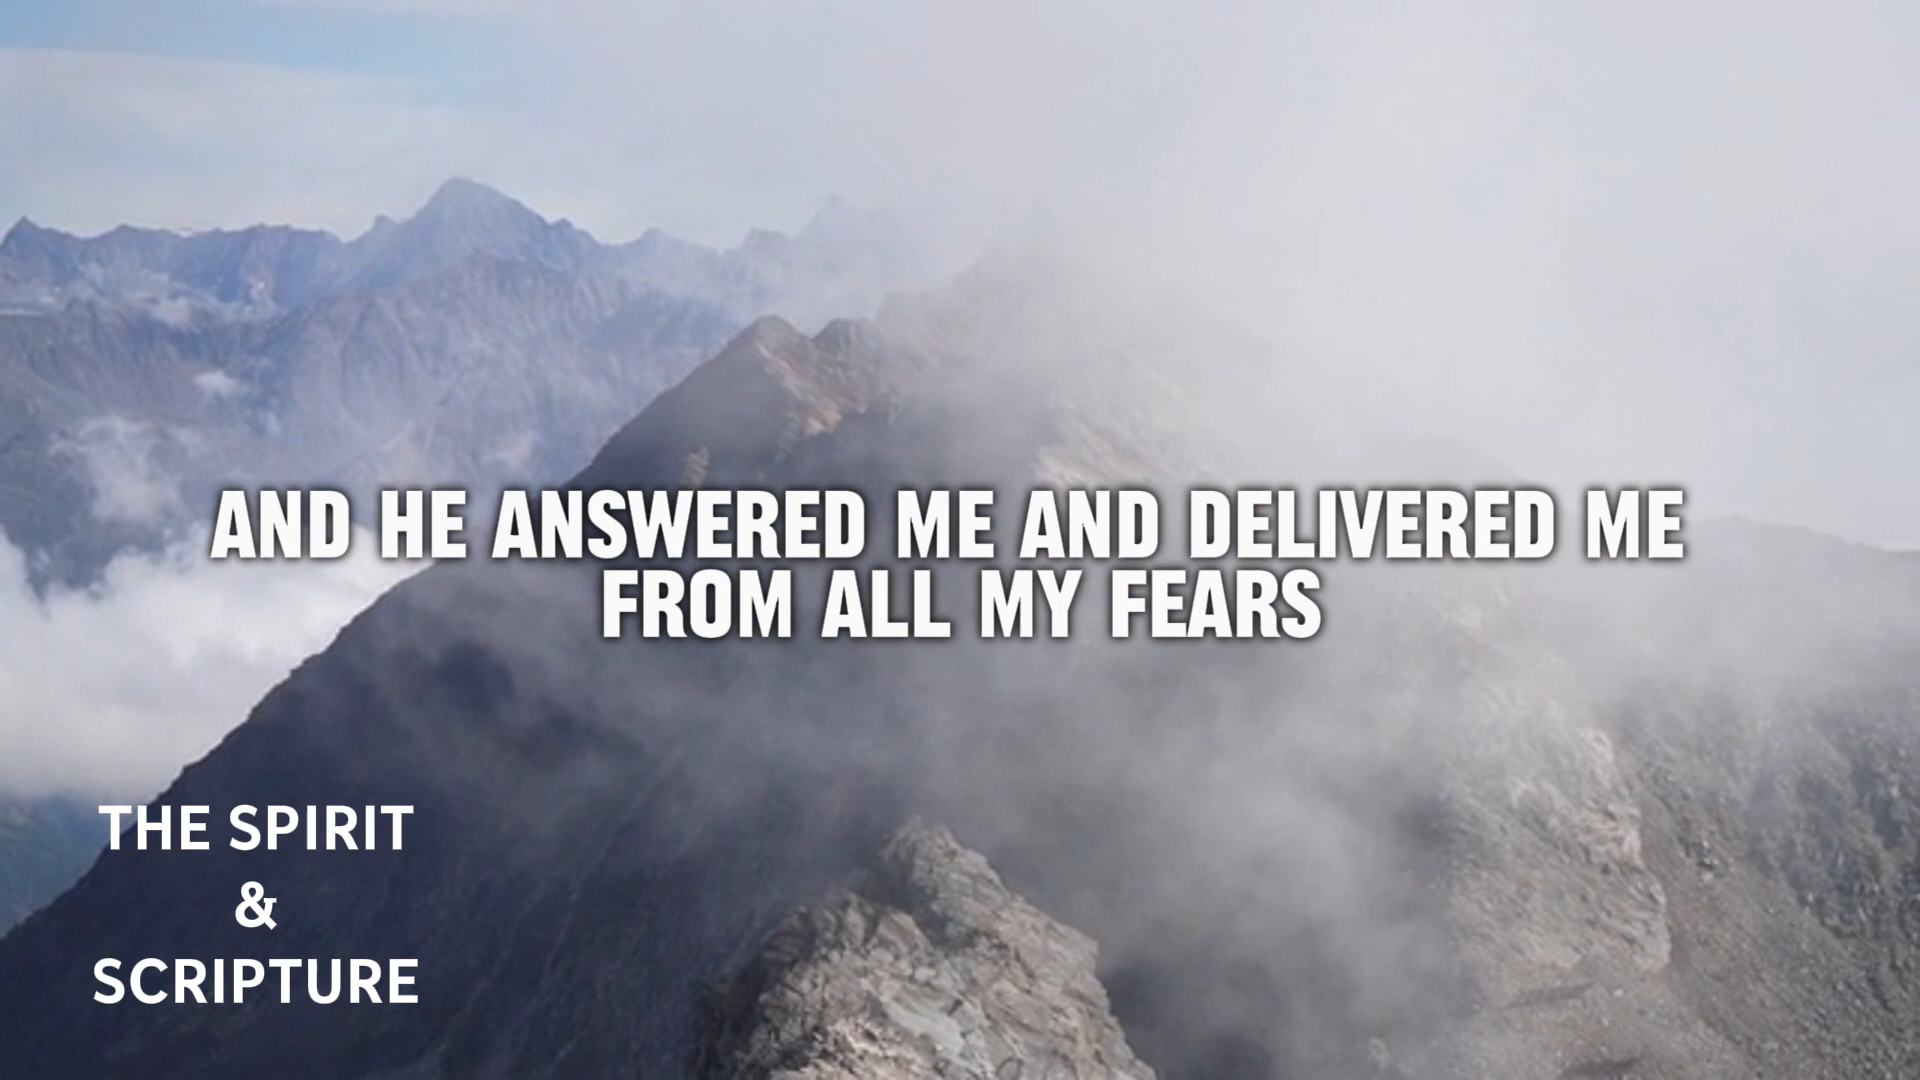 AND HE ANSWERED ME AND DELIVERED ME
FROM ALL MY FEARS
THE SPIRIT
&
SCRIPTURE